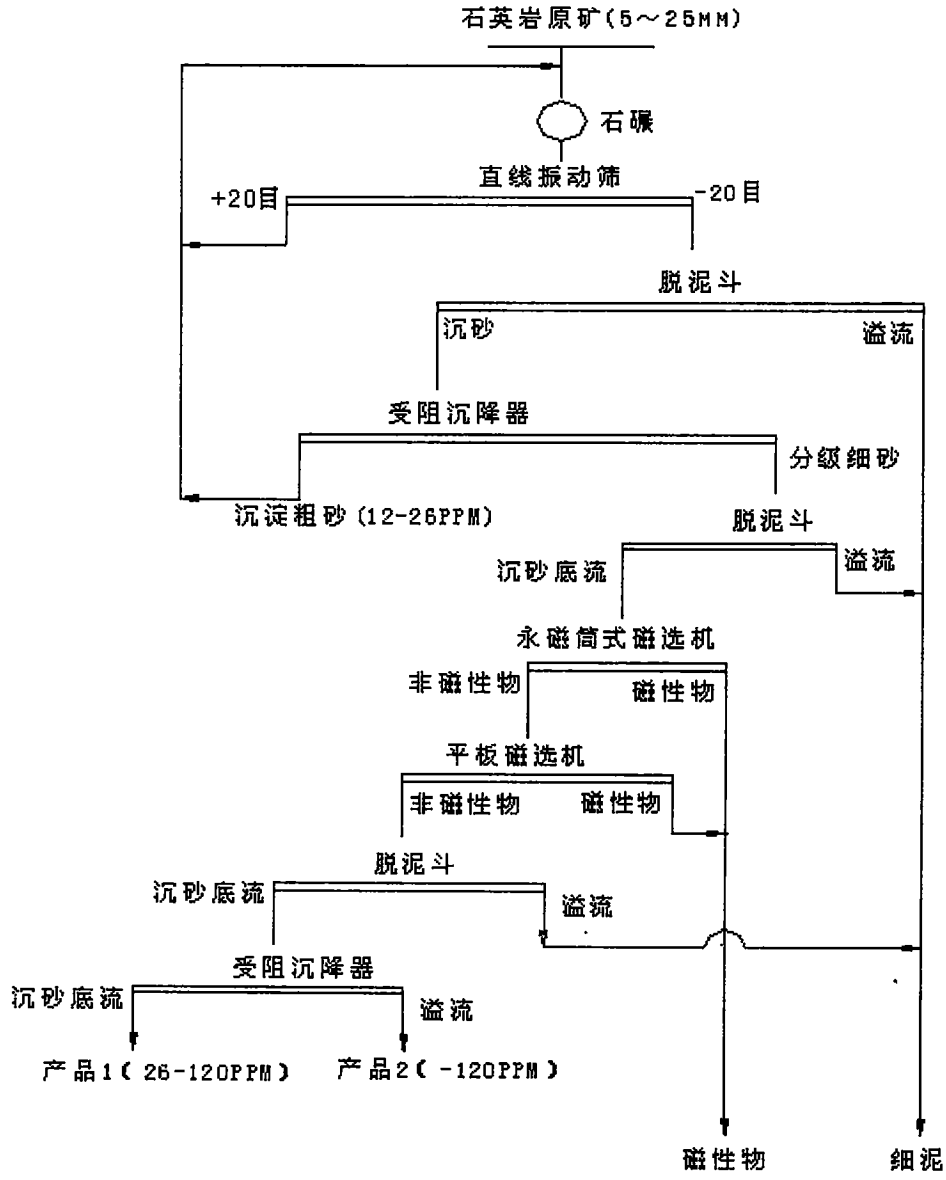 石英岩原矿(5～25MM)
石碾
直线振动筛
+20目
-20目
脱泥斗
沉砂
溢流
受阻沉降器
分级细砂
沉淀粗砂(12-26PPM)
脱泥斗
沉砂底流
溢流
永磁筒式磁选机
非磁性物
磁性物
平板磁选机
非磁性物
磁性物
脱泥斗
沉砂底流
溢流
受阻沉降器
沉砂底流
溢流
产品1(26-120PPM)
产品2(-120PPM)
磁性物
细泥